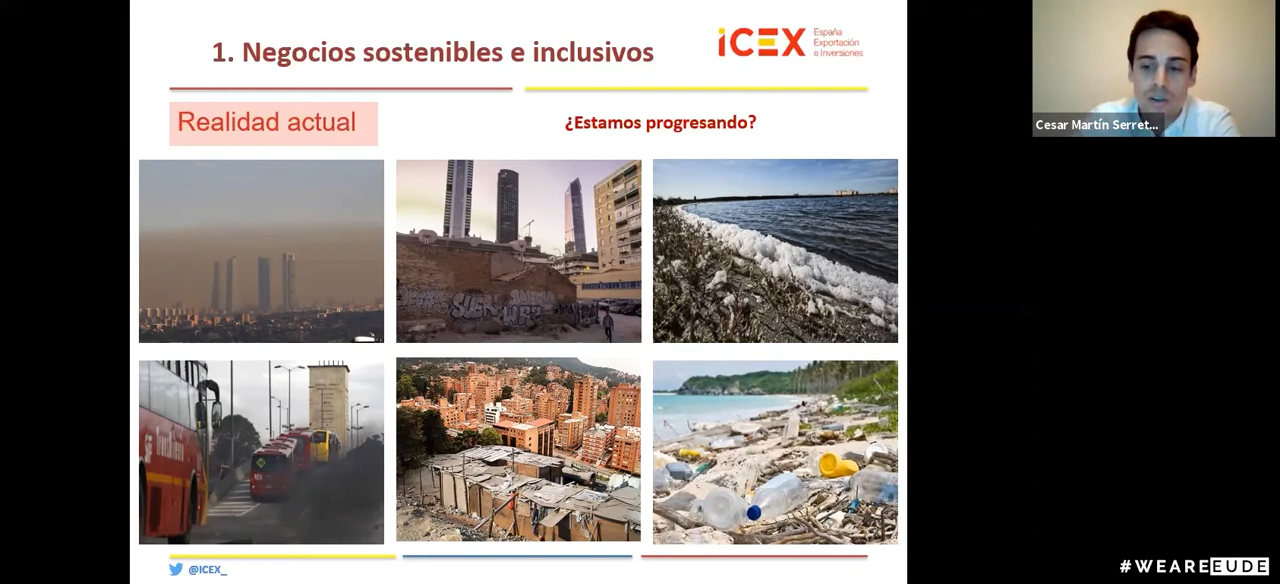 1. Negocios sostenibles e inclusivos
iCEX
España
Exportación
e Inversiones
Realidad actual
¿Estamos progresando?
Cesar Martín Serret...
@ICEX_
#WEAREEUDE